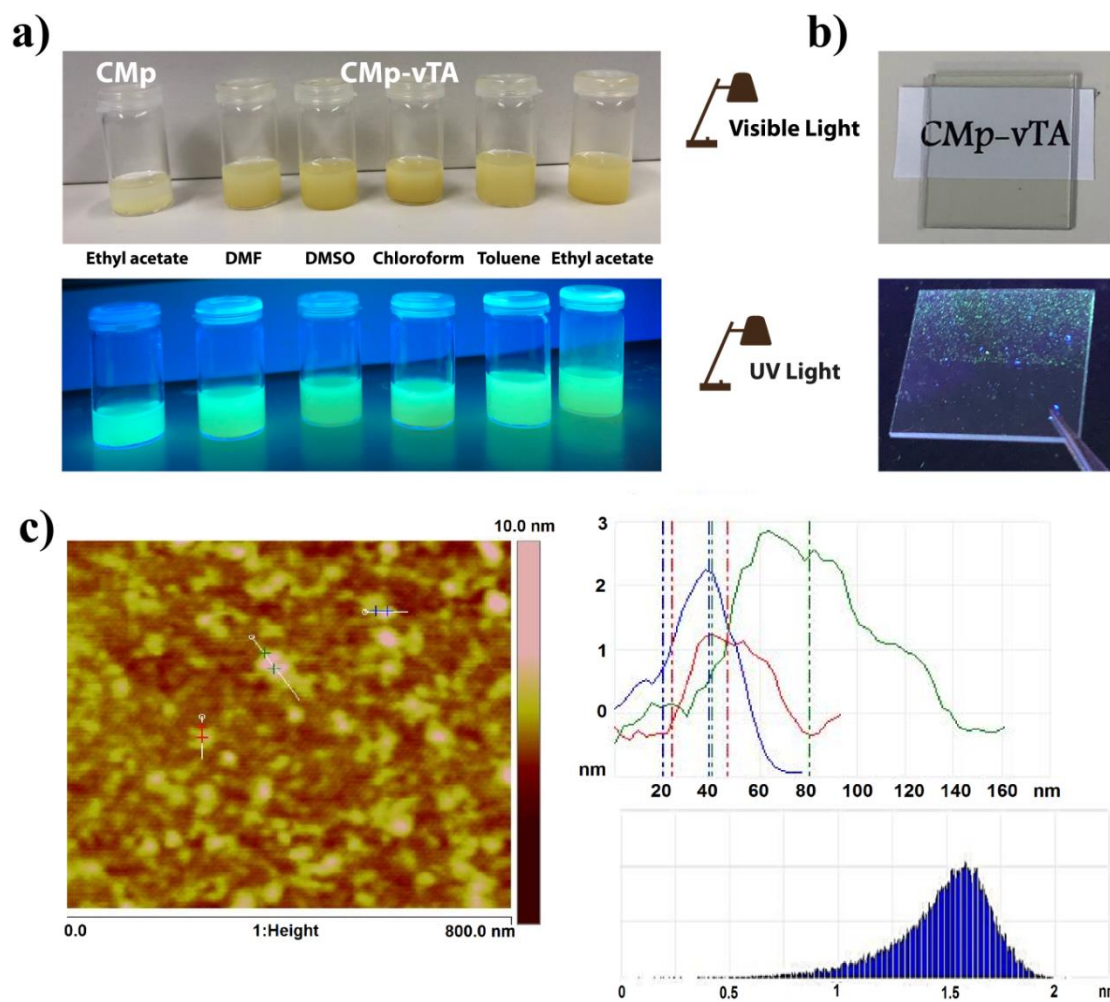 a)
b)
CMp
CMp-vTA
Visible Light
CMp-vTA
Ethyl acetate
DMF
DMSO
Chloroform
Toluene
Ethyl acetate
UV Light
c)
10.0 nm
0.0
1:Height
800.0 nm
3
2
1
0
nm
20
40
60
80
100
120
140
160
nm
0
0.5
1
1.5
2
nm